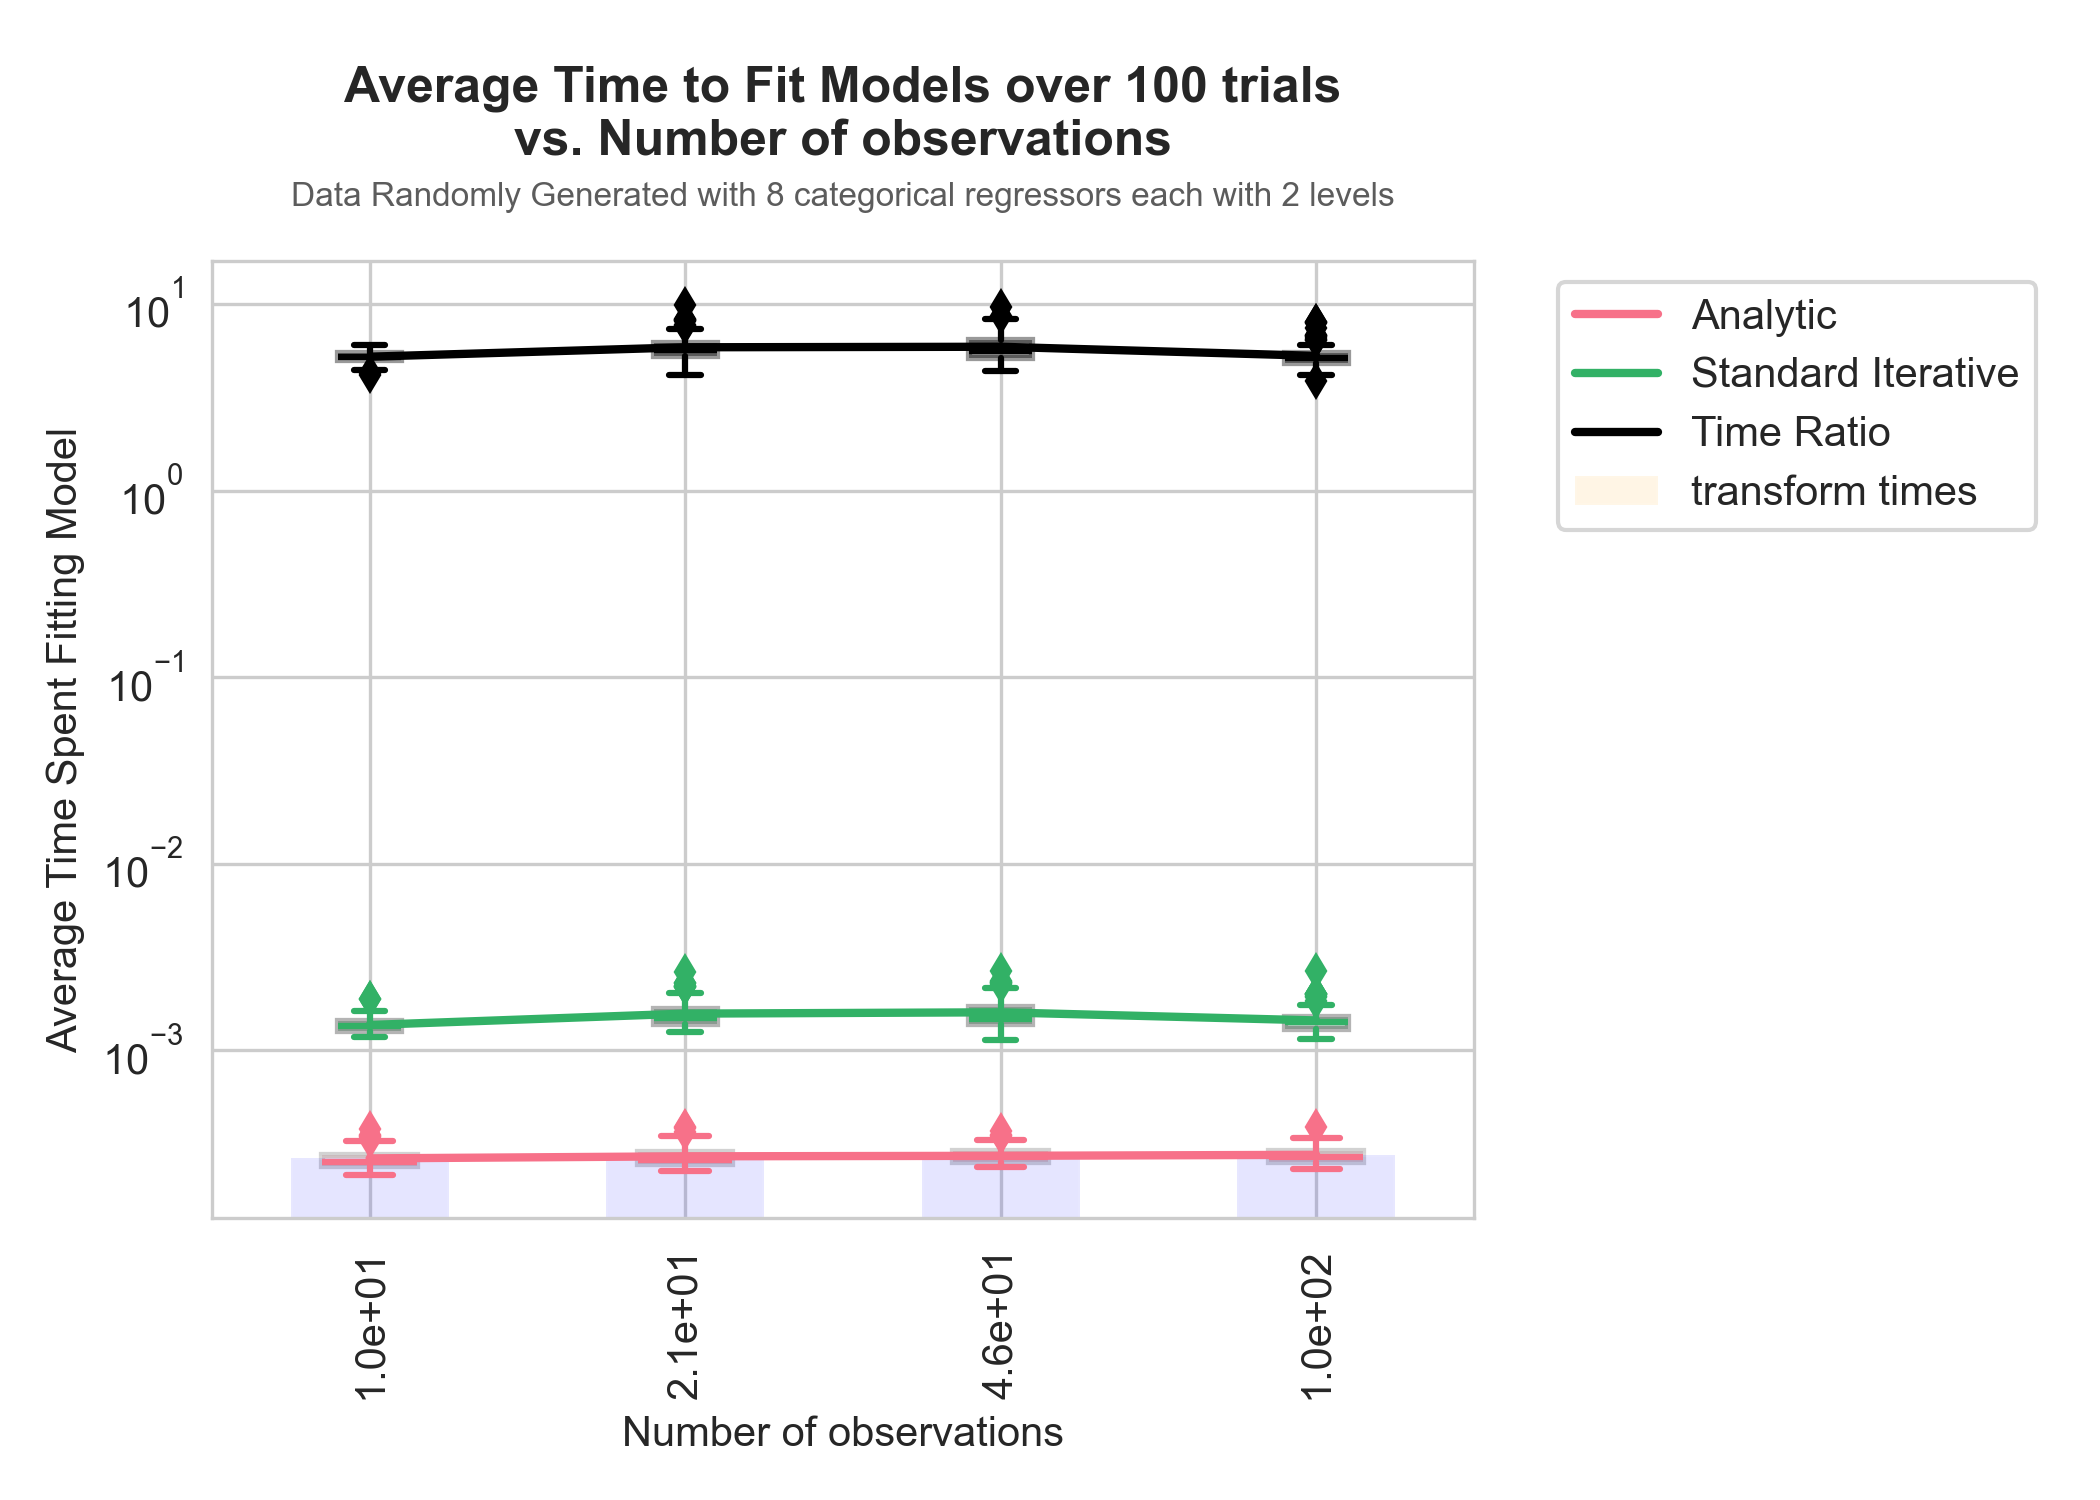 Average Time to Fit Models over 100 trials
vs. Number of observations
Data Randomly Generated with 8 categorical regressors each with 2 levels
Average Time Spent Fitting Model
10^1
10^0
10^−1
10^−2
10^−3
1.0e+01
2.1e+01
4.6e+01
1.0e+02
Number of observations
Analytic
Standard Iterative
Time Ratio
transform times